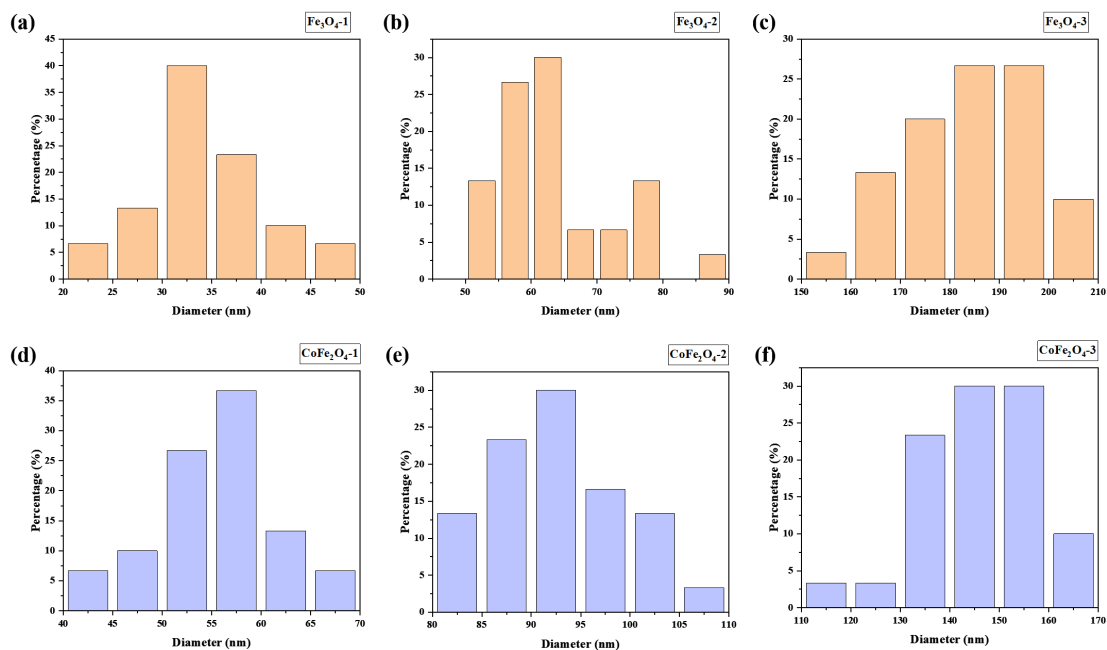 (a)
Fe₃O₄-1
45
40
35
30
25
20
15
10
5
0
Percenetage (%)
20 25 30 35 40 45 50
Diameter (nm)
(b)
Fe₃O₄-2
30
25
20
15
10
5
0
Percentage (%)
50 60 70 80 90
Diameter (nm)
(c)
Fe₃O₄-3
30
25
20
15
10
5
0
Percentage (%)
150 160 170 180 190 200 210
Diameter (nm)
(d)
CoFe₂O₄-1
40
35
30
25
20
15
10
5
0
Percentage (%)
40 45 50 55 60 65 70
Diameter (nm)
(e)
CoFe₂O₄-2
30
25
20
15
10
5
0
Percentage (%)
80 85 90 95 100 105 110
Diameter (nm)
(f)
CoFe₂O₄-3
30
25
20
15
10
5
0
Percentage (%)
110 120 130 140 150 160 170
Diameter (nm)